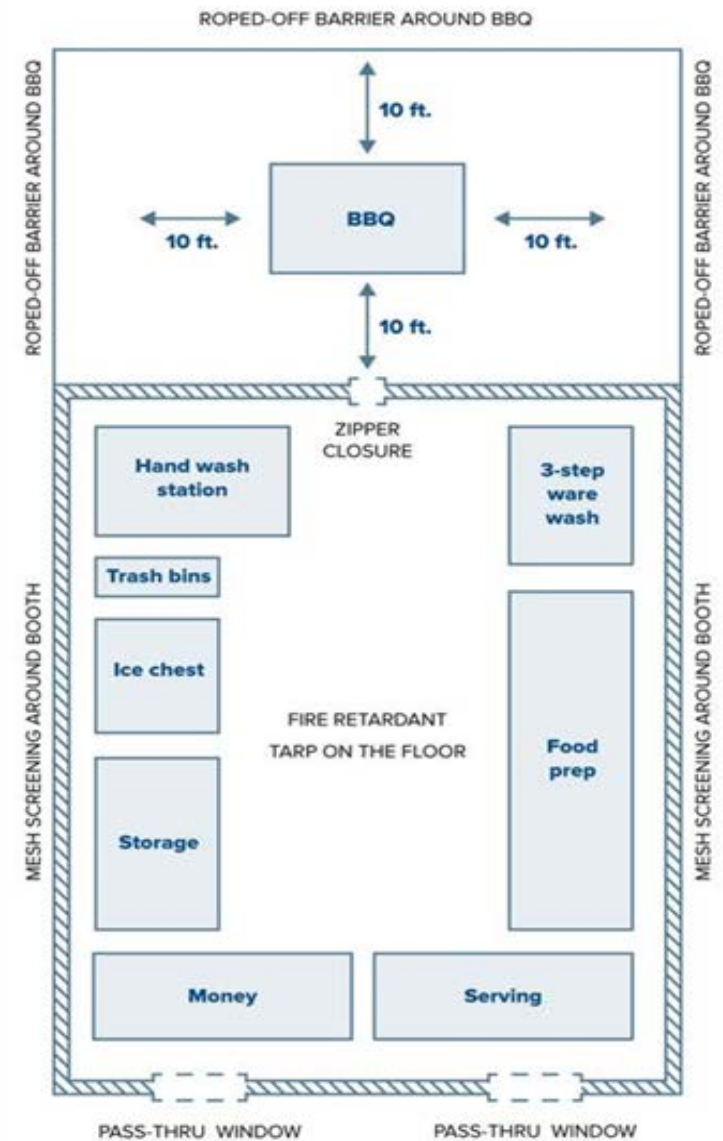 ROPED-OFF BARRIER AROUND BBQ
ROPED-OFF BARRIER AROUND BBQ
ROPED-OFF BARRIER AROUND BBQ
10 ft.
BBQ
10 ft.
10 ft.
10 ft.
ZIPPER
CLOSURE
Hand wash
station
3-step
ware
wash
Trash bins
Ice chest
MESH SCREENING AROUND BOOTH
MESH SCREENING AROUND BOOTH
FIRE RETARDANT
TARP ON THE FLOOR
Food
prep
Storage
Money
Serving
PASS-THRU WINDOW
PASS-THRU WINDOW